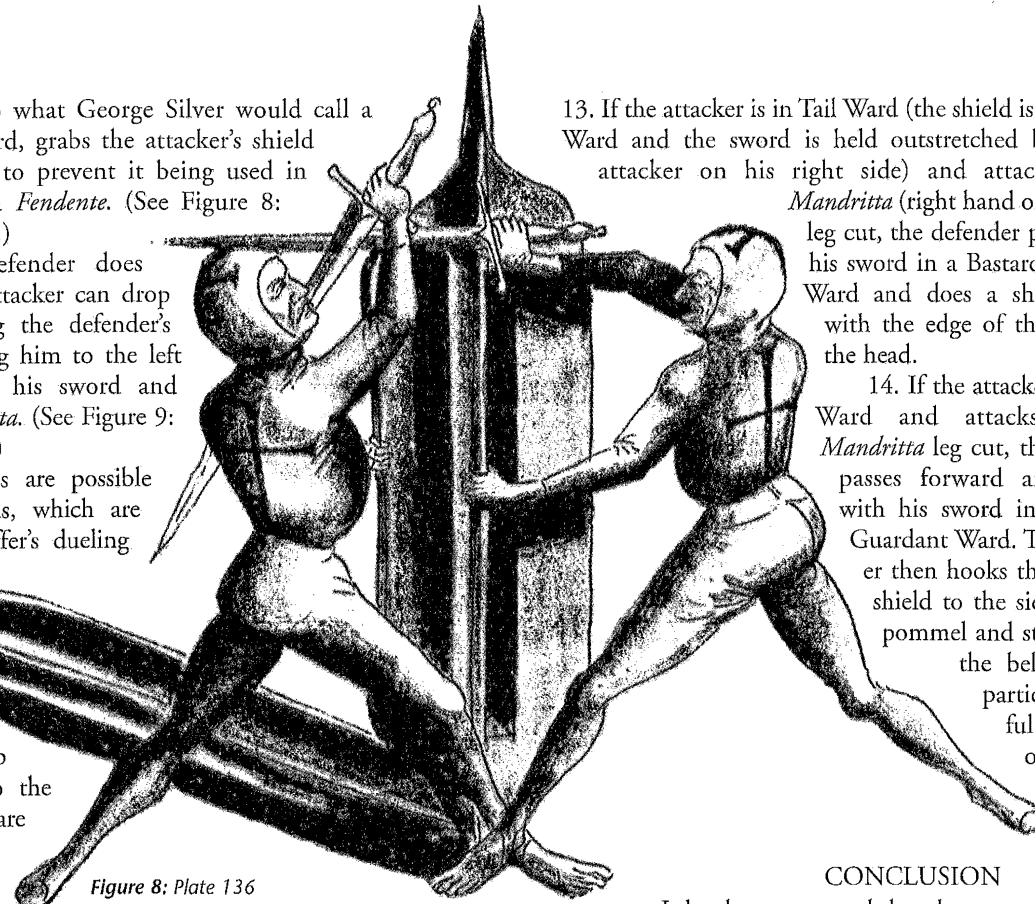 what George Silver would call a
rd, grabs the attacker's shield
to prevent it being used in
Fendente. (See Figure 8:
)
efender does
ttacker can drop
g the defender's
g him to the left
his sword and
ta. (See Figure 9:
)
s are possible
s, which are
ffer's dueling
o
o the
are
Figure 8: Plate 136
13. If the attacker is in Tail Ward (the shield is
Ward and the sword is held outstretched b
attacker on his right side) and attac
Mandritta (right hand o
leg cut, the defender p
his sword in a Bastard
Ward and does a sh
with the edge of th
the head.
14. If the attacke
Ward and attacks
Mandritta leg cut, th
passes forward a
with his sword in
Guardant Ward. T
er then hooks th
shield to the sid
pommel and st
the bel
partic
ful
o
CONCLUSION